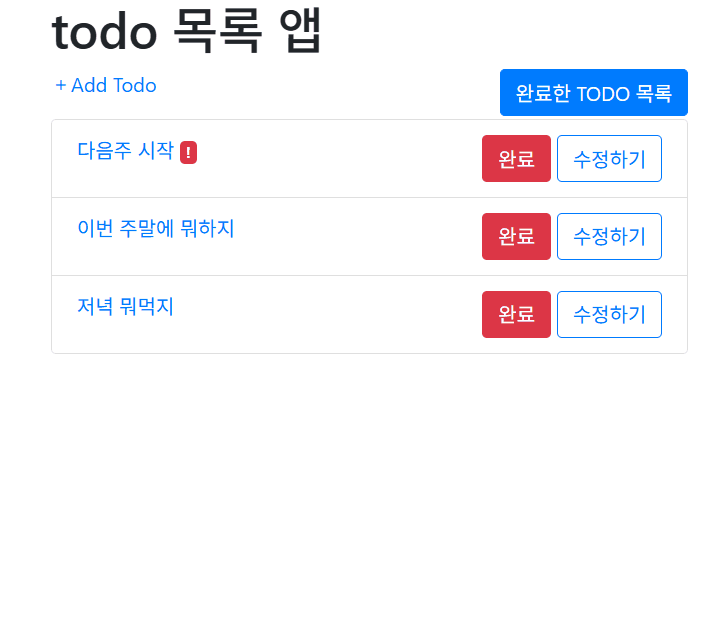 todo 목록 앱
+ Add Todo
완료한 TODO 목록
다음주 시작 !
완료 수정하기
이번 주말에 뭐하지
완료 수정하기
저녁 뭐먹지
완료 수정하기